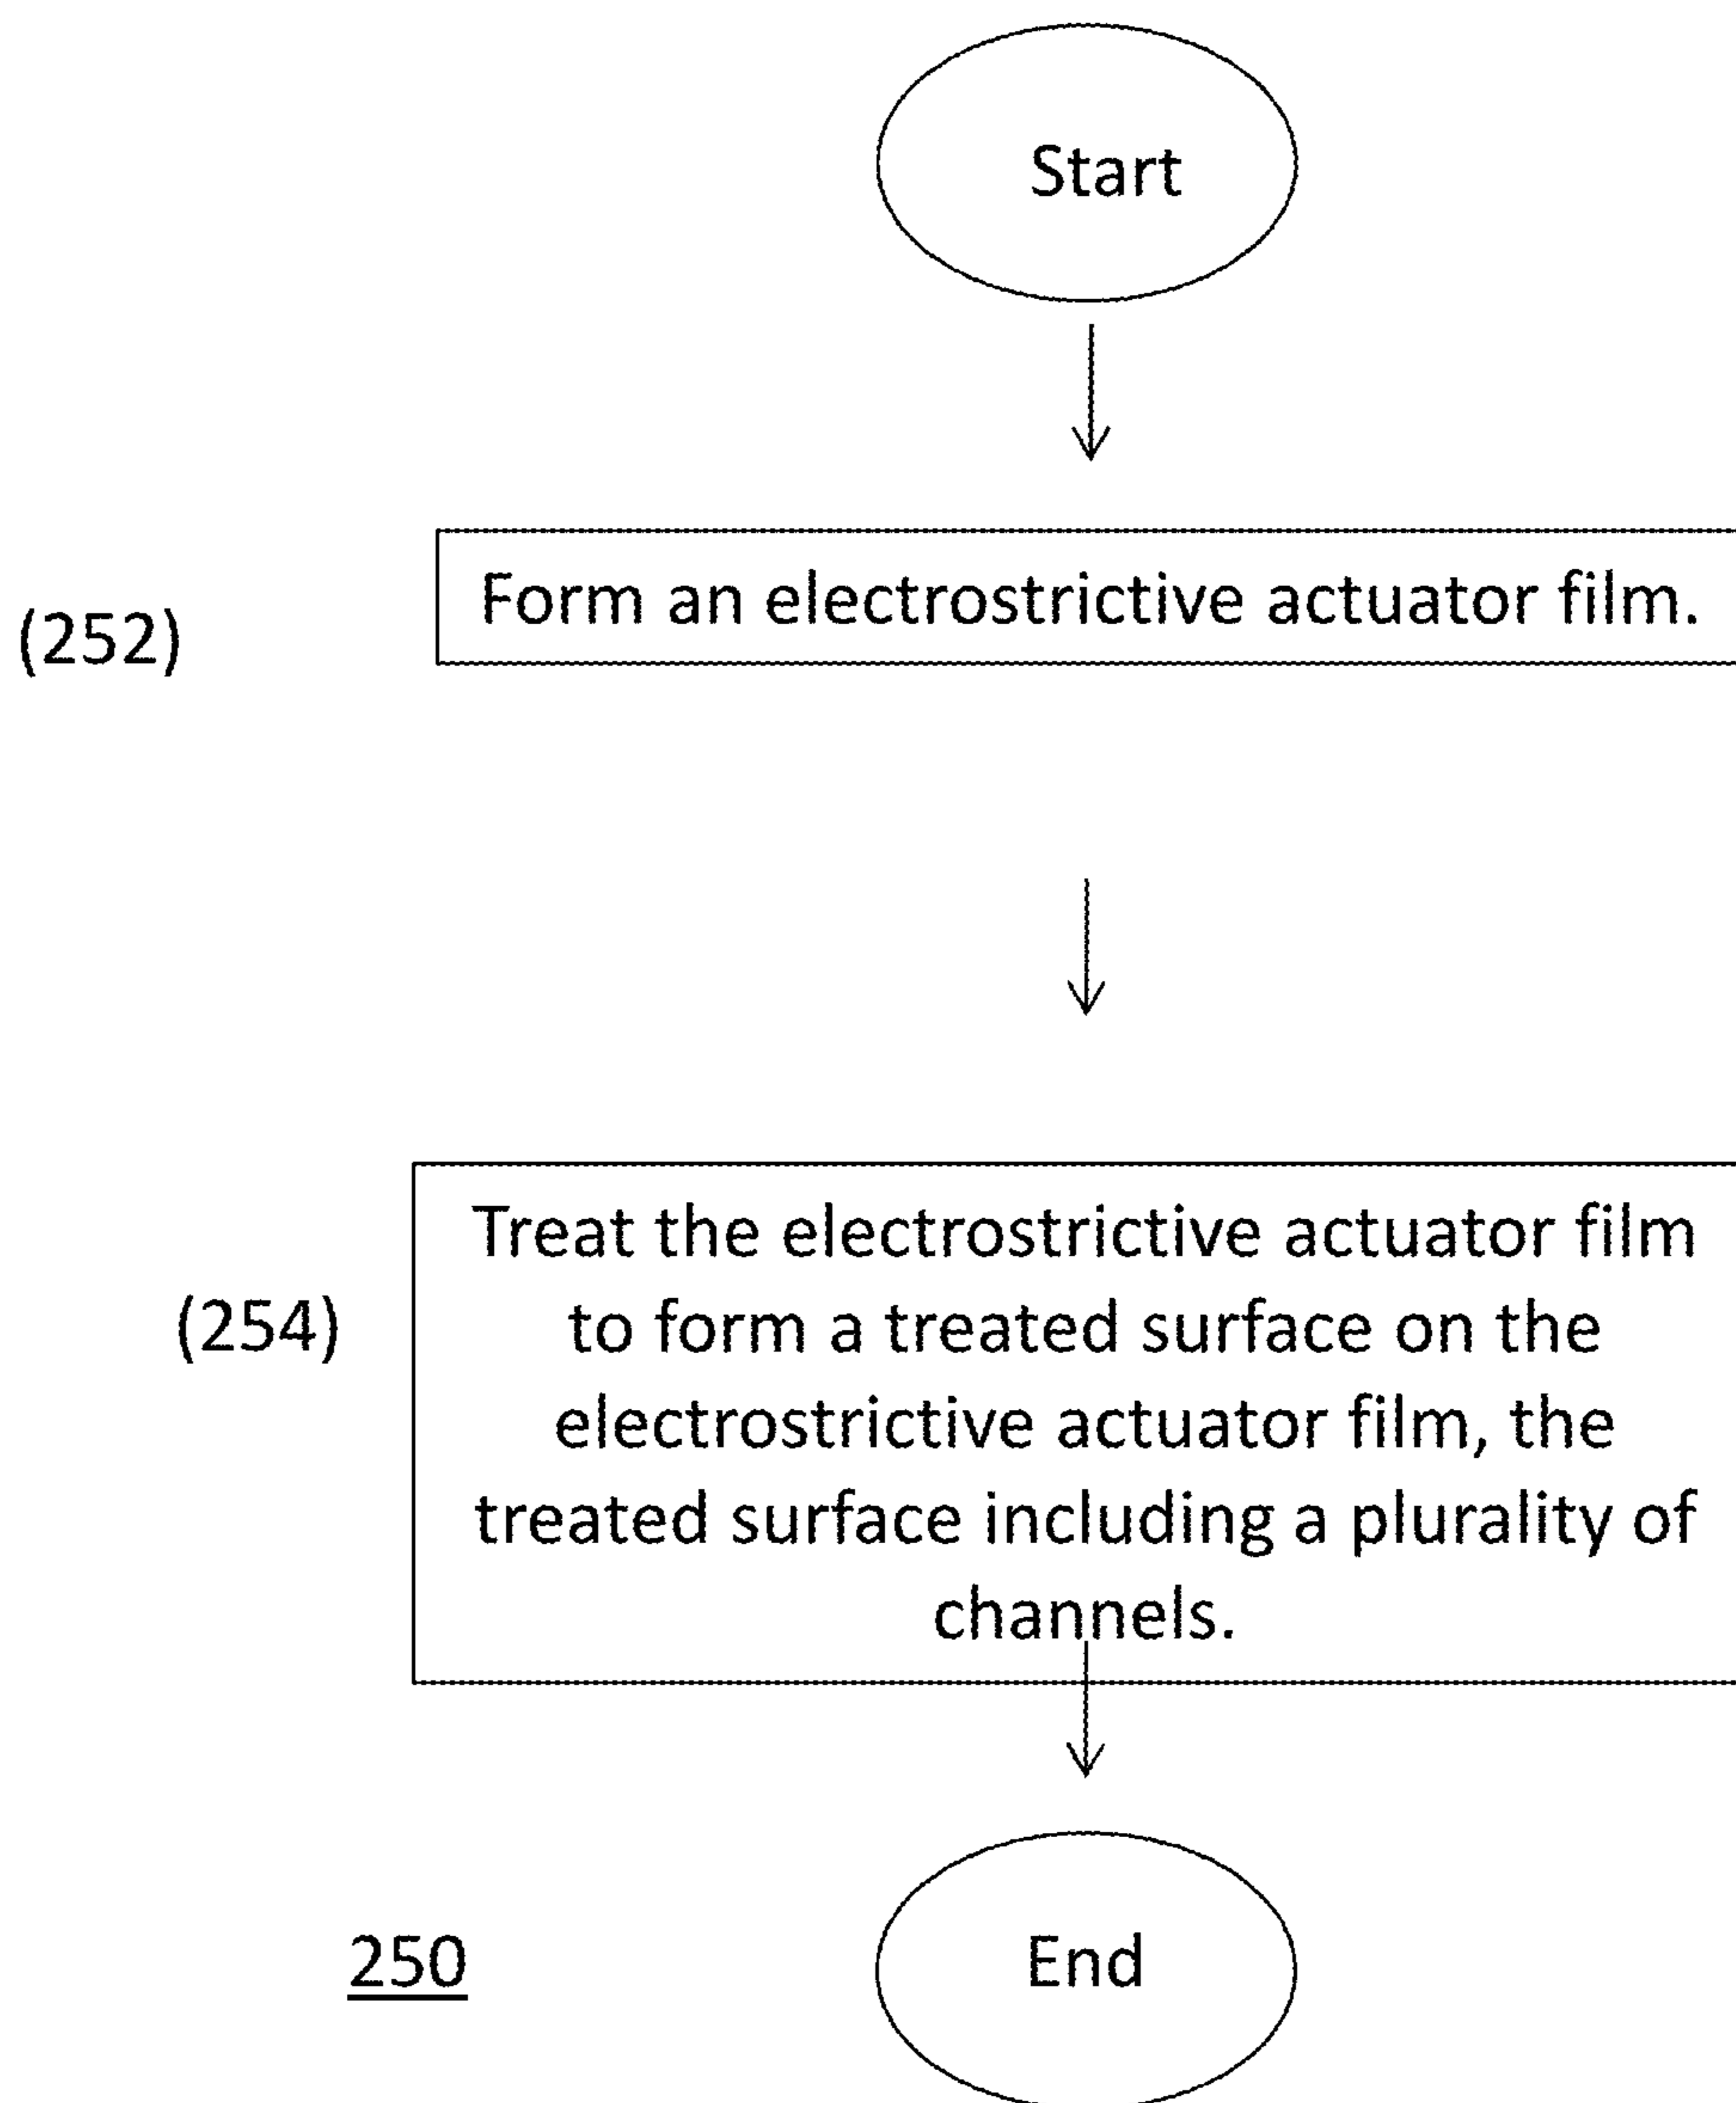 Start
(252)
Form an electrostrictive actuator film.
(254)
Treat the electrostrictive actuator film
to form a treated surface on the
electrostrictive actuator film, the
treated surface including a plurality of
channels.
250
End